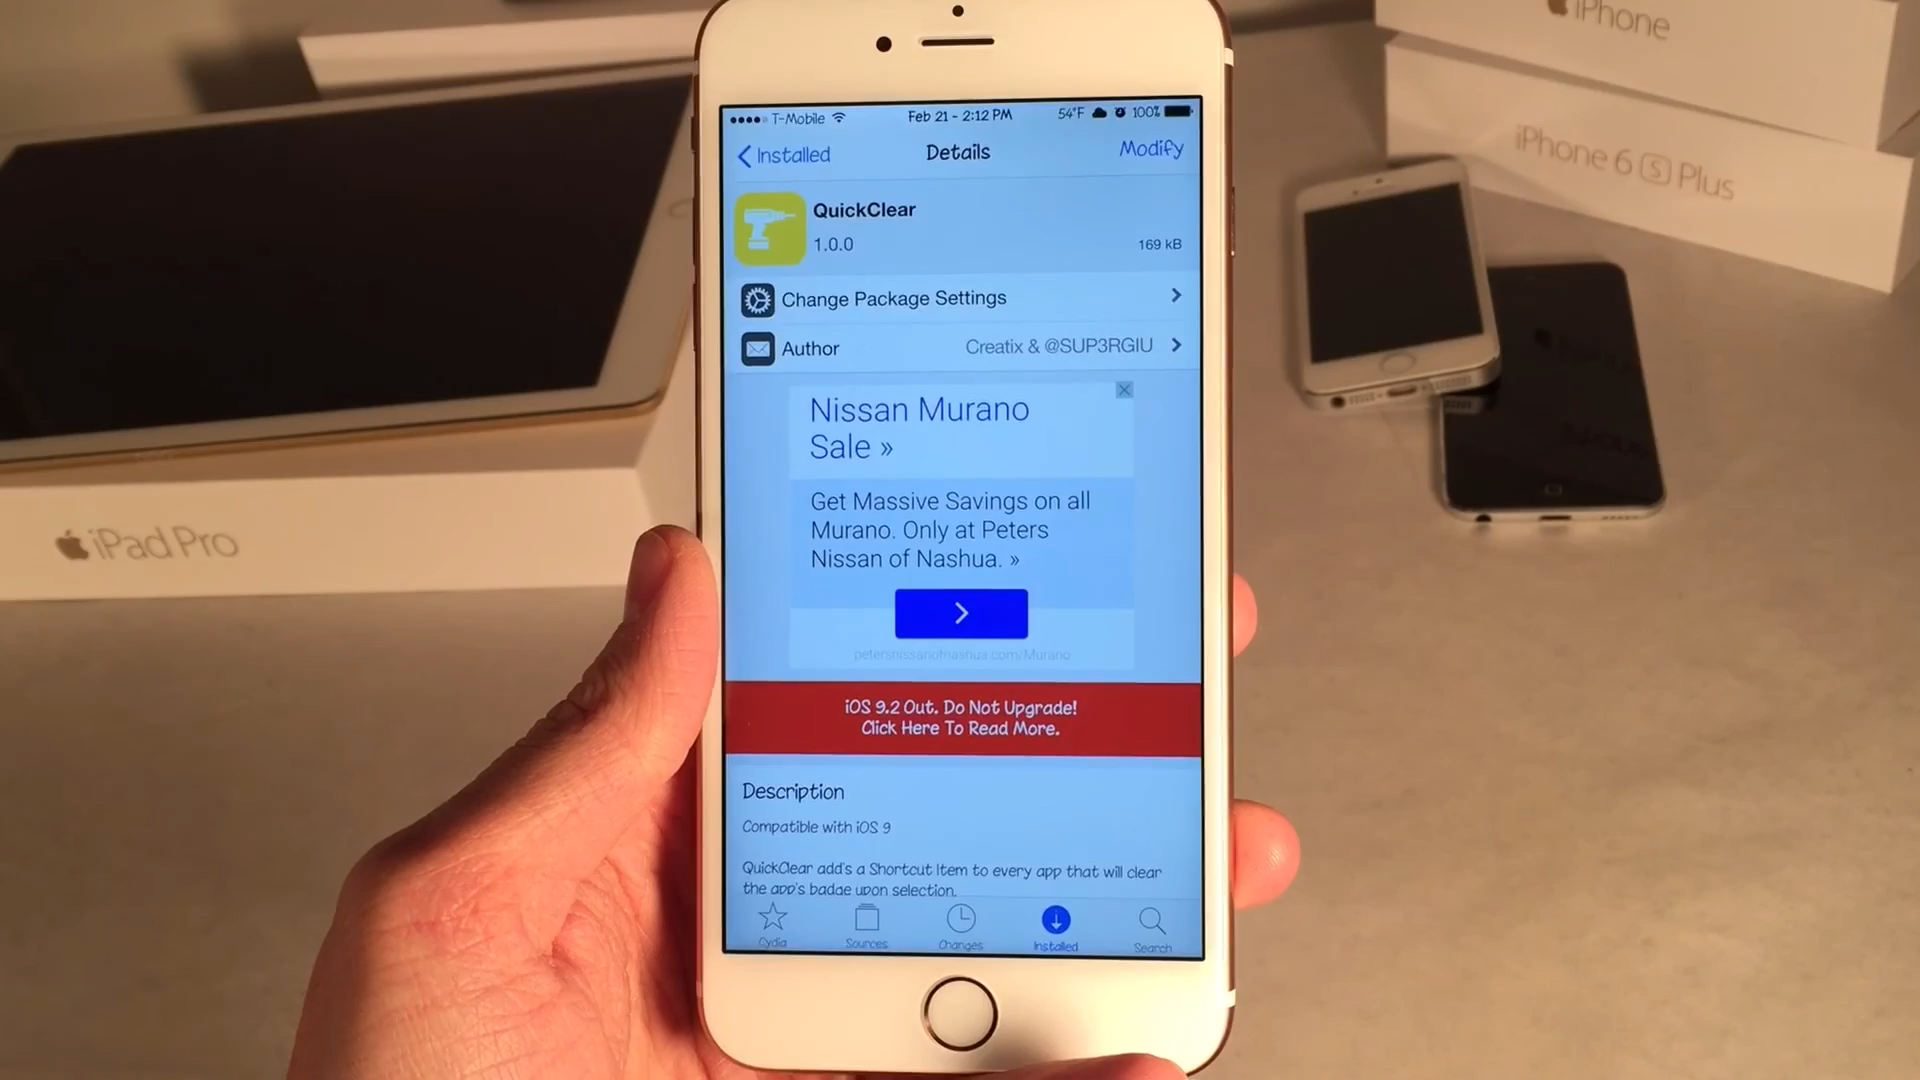 iPhone
iPhone 6 S Plus
iPad Pro
T-Mobile
Feb 21 - 2:12 PM
54°F
100%
Installed
Details
Modify
QuickClear
1.0.0
169 kB
Change Package Settings
Author
Creatix & @SUP3RGIU
Nissan Murano
Sale »
Get Massive Savings on all
Murano. Only at Peters
Nissan of Nashua. »
petersnissanofnashua.com/Murano
iOS 9.2 Out. Do Not Upgrade!
Click Here To Read More.
Description
Compatible with iOS 9
QuickClear add's a Shortcut Item to every app that will clear
the app's badge upon selection.
Cydia
Sources
Changes
Installed
Search